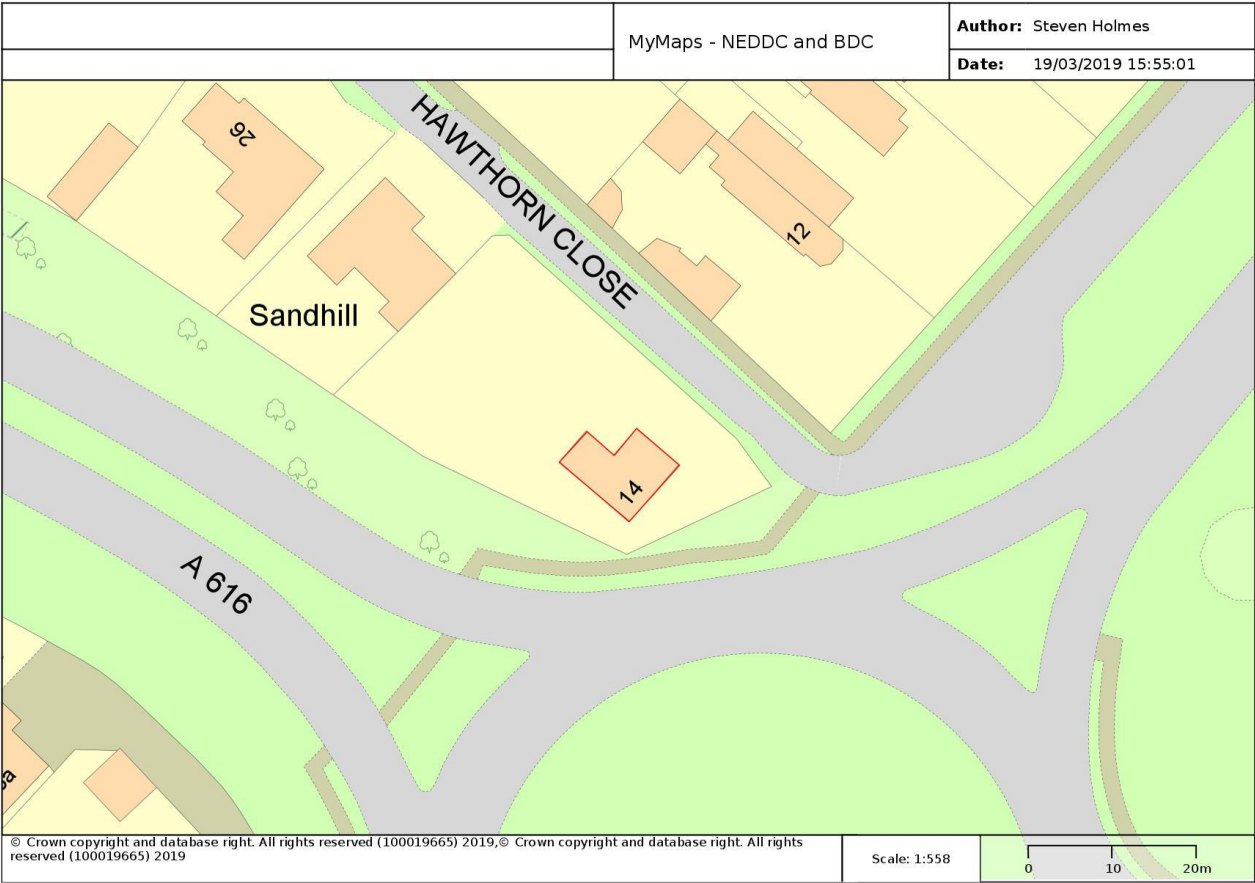 MyMaps - NEDDC and BDC
Author: Steven Holmes
Date: 19/03/2019 15:55:01
HAWTHORN CLOSE
26
12
Sandhill
14
A 616
© Crown copyright and database right. All rights reserved (100019665) 2019,© Crown copyright and database right. All rights
reserved (100019665) 2019
Scale: 1:558
0 10 20m